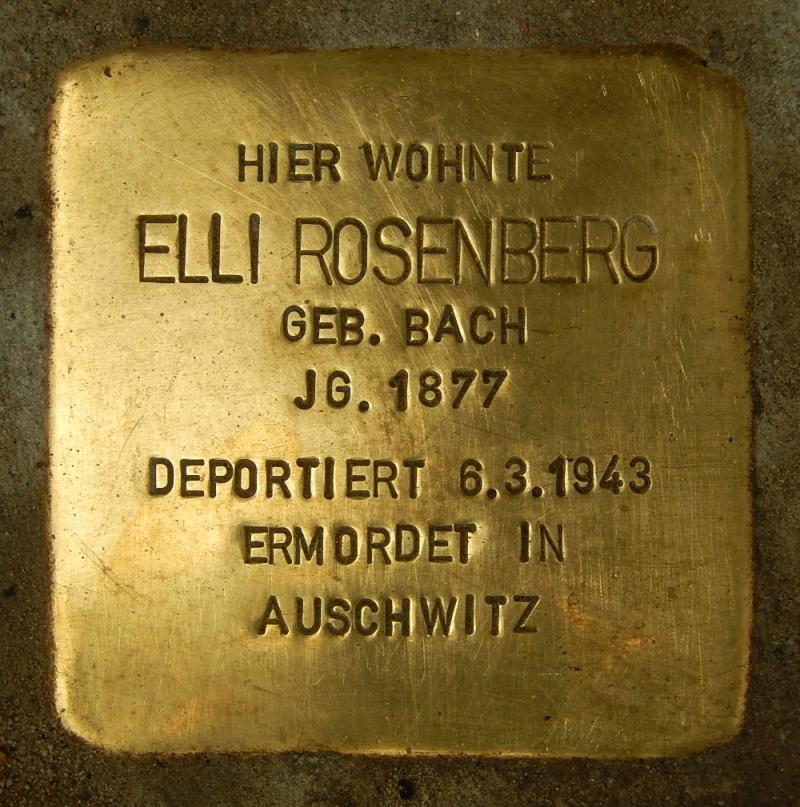 HIER WOHNTE
ELLI ROSENBERG
GEB. BACH
JG. 1877
DEPORTIERT 6.3.1943
ERMORDET IN
AUSCHWITZ